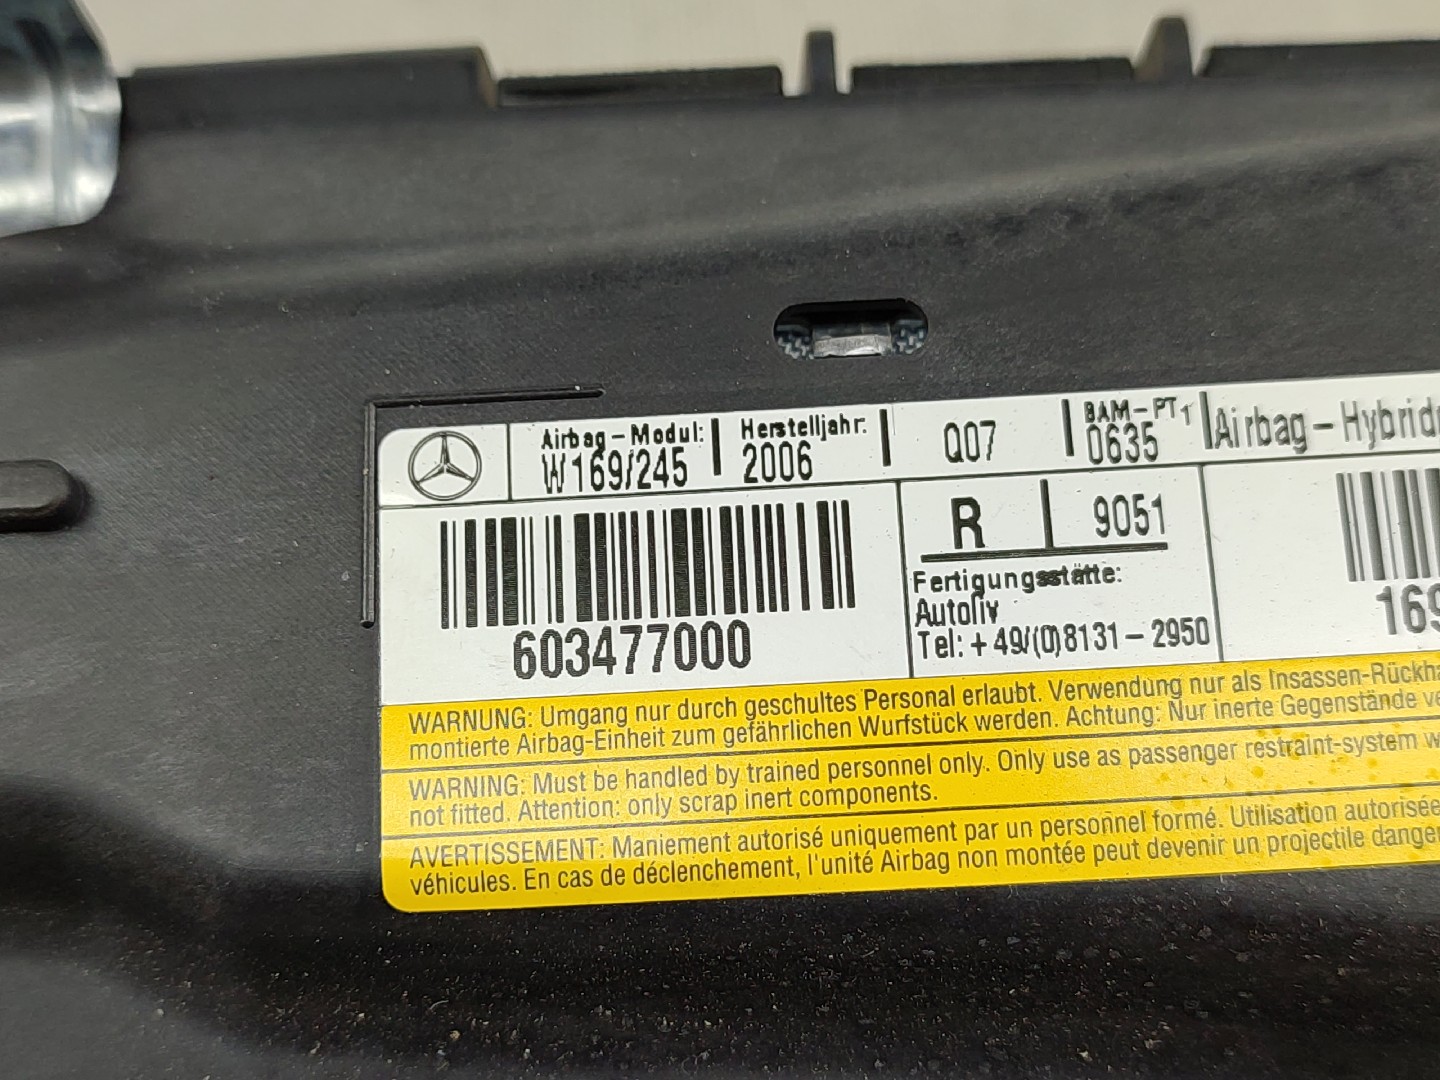 Airbag-Modul:
W169/245
Herstelljahr:
2006
Q07
BAM-PT1
0635
Airbag-Hybrid
R 9051
603477000
Fertigungsstätte:
Autoliv
Tel: +49/(0)8131-2950
169
WARNUNG: Umgang nur durch geschultes Personal erlaubt. Verwendung nur als Insassen-Rückha
montierte Airbag-Einheit zum gefährlichen Wurfstück werden. Achtung: Nur inerte Gegenstände ve
WARNING: Must be handled by trained personnel only. Only use as passenger restraint-system w
not fitted. Attention: only scrap inert components.
AVERTISSEMENT: Maniement autorisé uniquement par un personnel formé. Utilisation autorisée
véhicules. En cas de déclenchement, l'unité Airbag non montée peut devenir un projectile danger